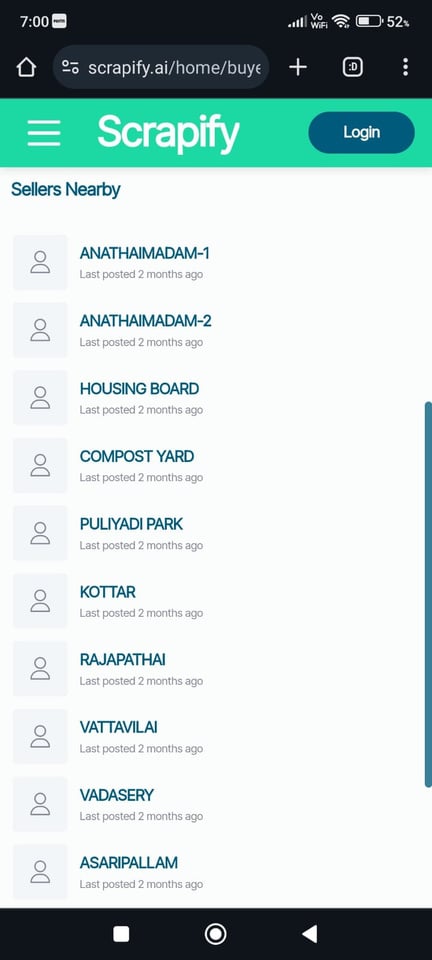 7:00
Vo
WiFi
52%
scrapify.ai/home/buye
:D
Scrapify
Login
Sellers Nearby
ANATHAIMADAM-1
Last posted 2 months ago
ANATHAIMADAM-2
Last posted 2 months ago
HOUSING BOARD
Last posted 2 months ago
COMPOST YARD
Last posted 2 months ago
PULIYADI PARK
Last posted 2 months ago
KOTTAR
Last posted 2 months ago
RAJAPATHAI
Last posted 2 months ago
VATTAVILAI
Last posted 2 months ago
VADASERY
Last posted 2 months ago
ASARIPALLAM
Last posted 2 months ago